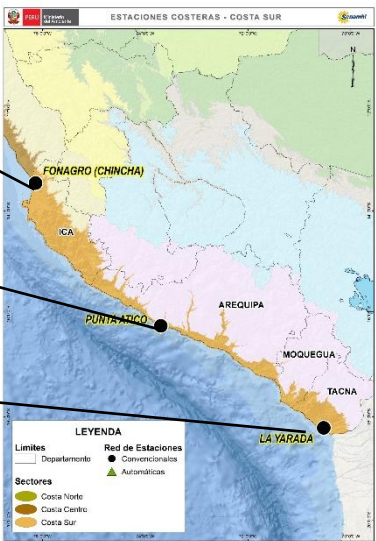 PERÚ Ministerio del Ambiente
ESTACIONES COSTERAS - COSTA SUR
Senamhi
N
FONAGRO (CHINCHA)
ICA
AREQUIPA
PUNTA ATICO
MOQUEGUA
TACNA
LA YARADA
LEYENDA
Limites
Departamento
Red de Estaciones
Convencionales
Automáticas
Sectores
Costa Norte
Costa Centro
Costa Sur